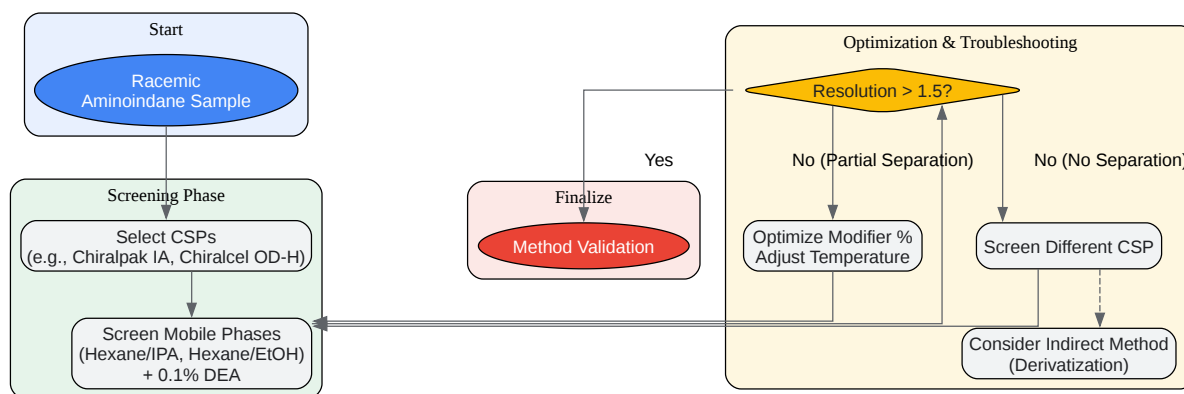 Start
Racemic
Aminoindane Sample
Screening Phase
Select CSPs
(e.g., Chiralpak IA, Chiralcel OD-H)
Screen Mobile Phases
(Hexane/IPA, Hexane/EtOH)
+ 0.1% DEA
Optimization & Troubleshooting
Resolution > 1.5?
Yes
No (Partial Separation)
No (No Separation)
Finalize
Method Validation
Optimize Modifier %
Adjust Temperature
Screen Different CSP
Consider Indirect Method
(Derivatization)